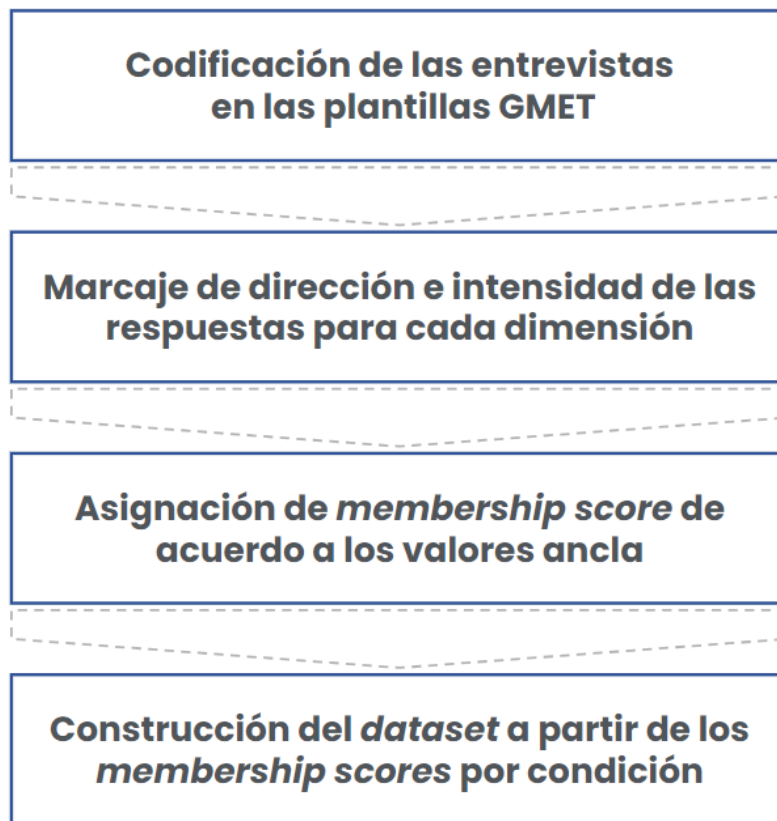 Codificación de las entrevistas
en las plantillas GMET
Marcaje de dirección e intensidad de las
respuestas para cada dimensión
Asignación de membership score de
acuerdo a los valores ancla
Construcción del dataset a partir de los
membership scores por condición